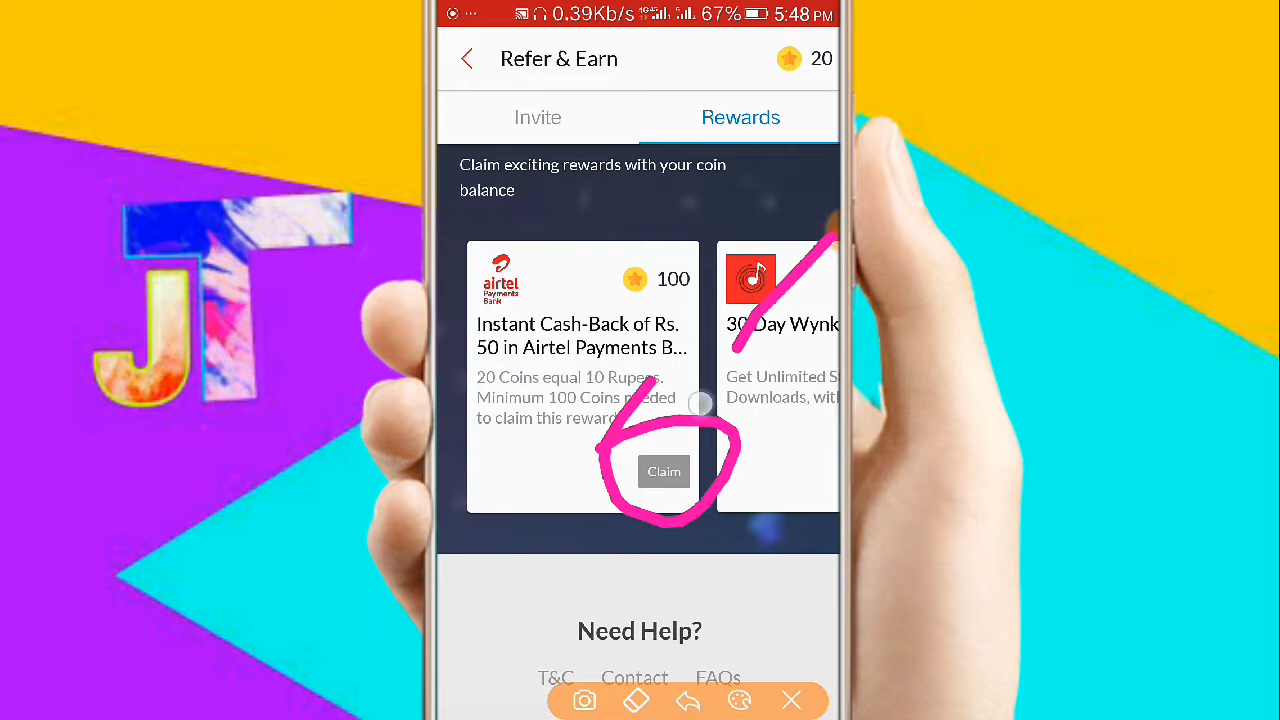 0.39Kb/s 67% 5:48 PM
Refer & Earn 20
Invite Rewards
Claim exciting rewards with your coin
balance
airtel
Payments
Bank
100
Instant Cash-Back of Rs.
50 in Airtel Payments B...
20 Coins equal 10 Rupees.
Minimum 100 Coins needed
to claim this reward
Claim
30 Day Wynk
Get Unlimited S
Downloads, with
Need Help?
T&C Contact FAQs
JT